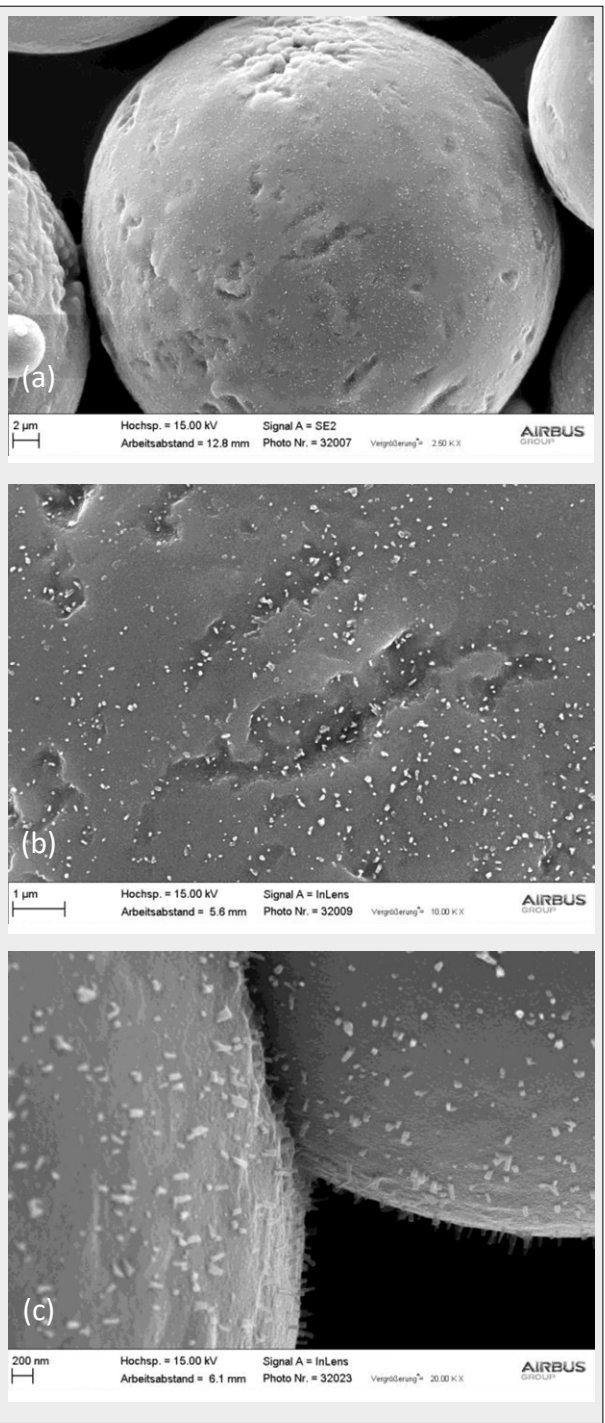 (a)
2 µm Hochsp. = 15.00 kV Signal A = SE2 AIRBUS
Arbeitsabstand = 12.8 mm Photo Nr. = 32007 Vergrößerung = 2.50 K X GROUP
(b)
1 µm Hochsp. = 15.00 kV Signal A = InLens AIRBUS
Arbeitsabstand = 5.6 mm Photo Nr. = 32009 Vergrößerung = 10.00 K X GROUP
(c)
200 nm Hochsp. = 15.00 kV Signal A = InLens AIRBUS
Arbeitsabstand = 6.1 mm Photo Nr. = 32023 Vergrößerung = 20.00 K X GROUP